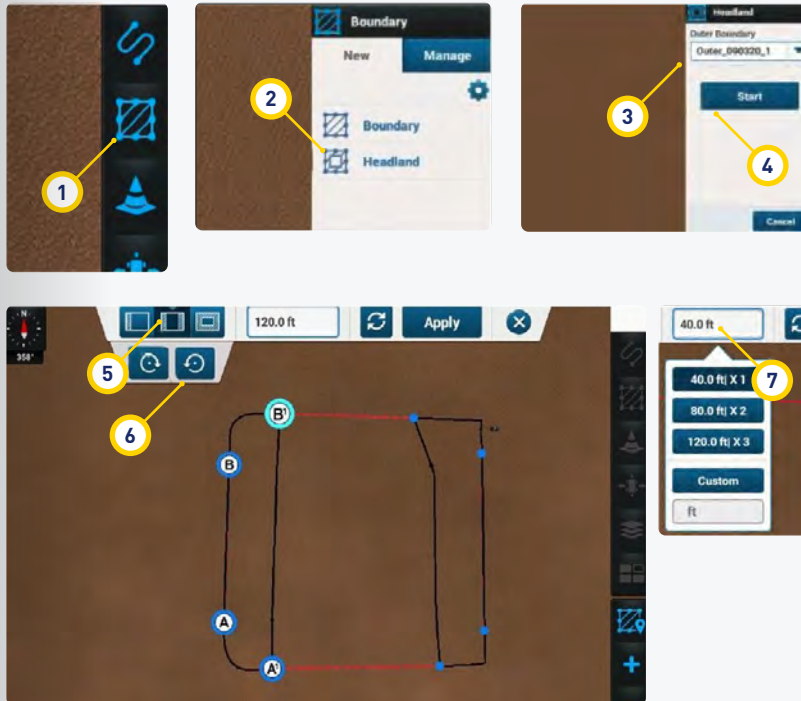 1
Boundary
New
Manage
2
Boundary
Headland
Headland
Outer Boundary
Outer_090320_1
3
Start
4
Cancel
N
358°
120.0 ft
Apply
5
6
B¹
B
A
A¹
40.0 ft
40.0 ft| X 1
7
80.0 ft| X 2
120.0 ft| X 3
Custom
ft